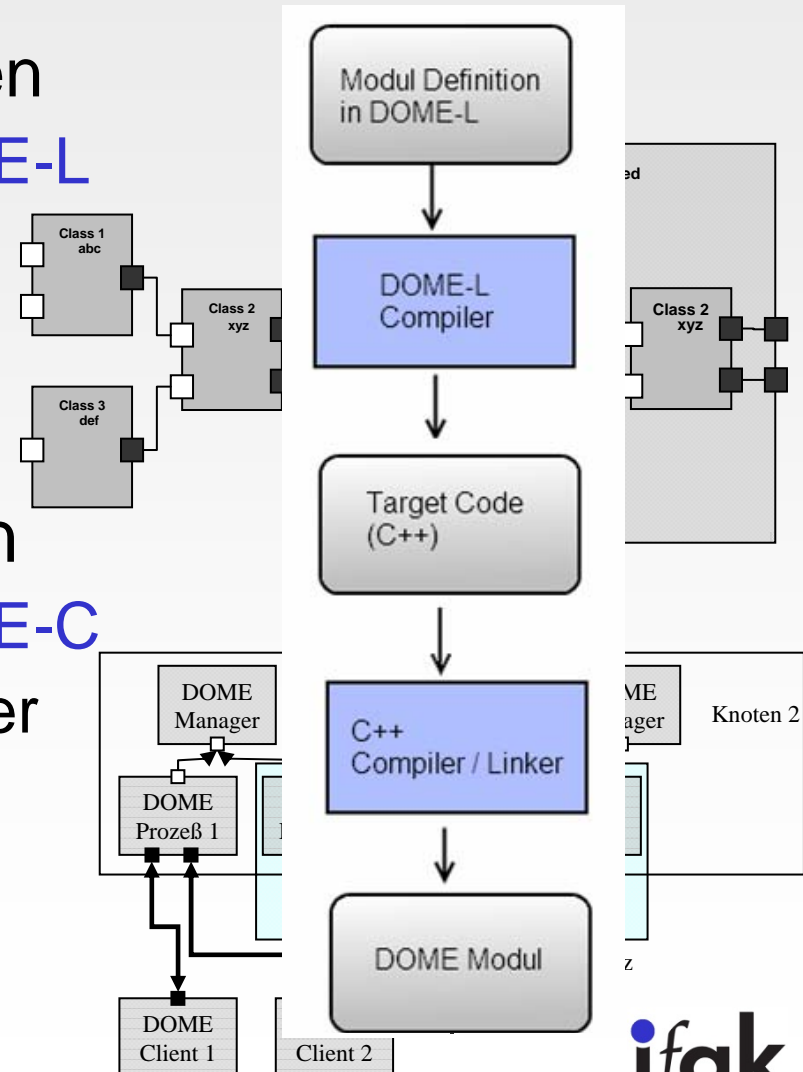 en
E-L
Class 1
abc
Class 2
xyz
Class 3
def
n
E-C
er
Modul Definition
in DOME-L
DOME-L
Compiler
Target Code
(C++)
C++
Compiler / Linker
DOME Modul
ed
Class 2
xyz
DOME
Manager
DOME
Prozeß 1
ME
ager
Knoten 2
z
DOME
Client 1
Client 2
ifak